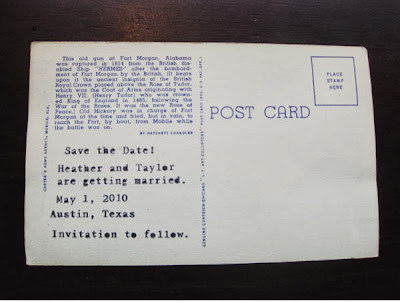 This old gun at Fort Morgan, Alabama
was captured in 1814 from the British dis-
abled Ship "HERMES" after the bombard-
ment of Fort Morgan by the British. (It bears
upon it the ancient insignia of the British
Royal Crown placed above the Rose of Tudor,
which was the Coat of Arms originating with
Henry VII. (Henry Tudor) who was crown-
ed King of England in 1485, following the
War of the Roses. It was the new Rose of
Peace.) Old Hickory was in charge of Fort
Morgan at the time and tried, but in vain, to
reach the Fort, by boat, from Mobile while
the battle was on.
BY HATCHETT CHANDLER
Save the Date!
Heather and Taylor
are getting married.
May 1, 2010
Austin, Texas
Invitation to follow.
POST CARD
PLACE
STAMP
HERE